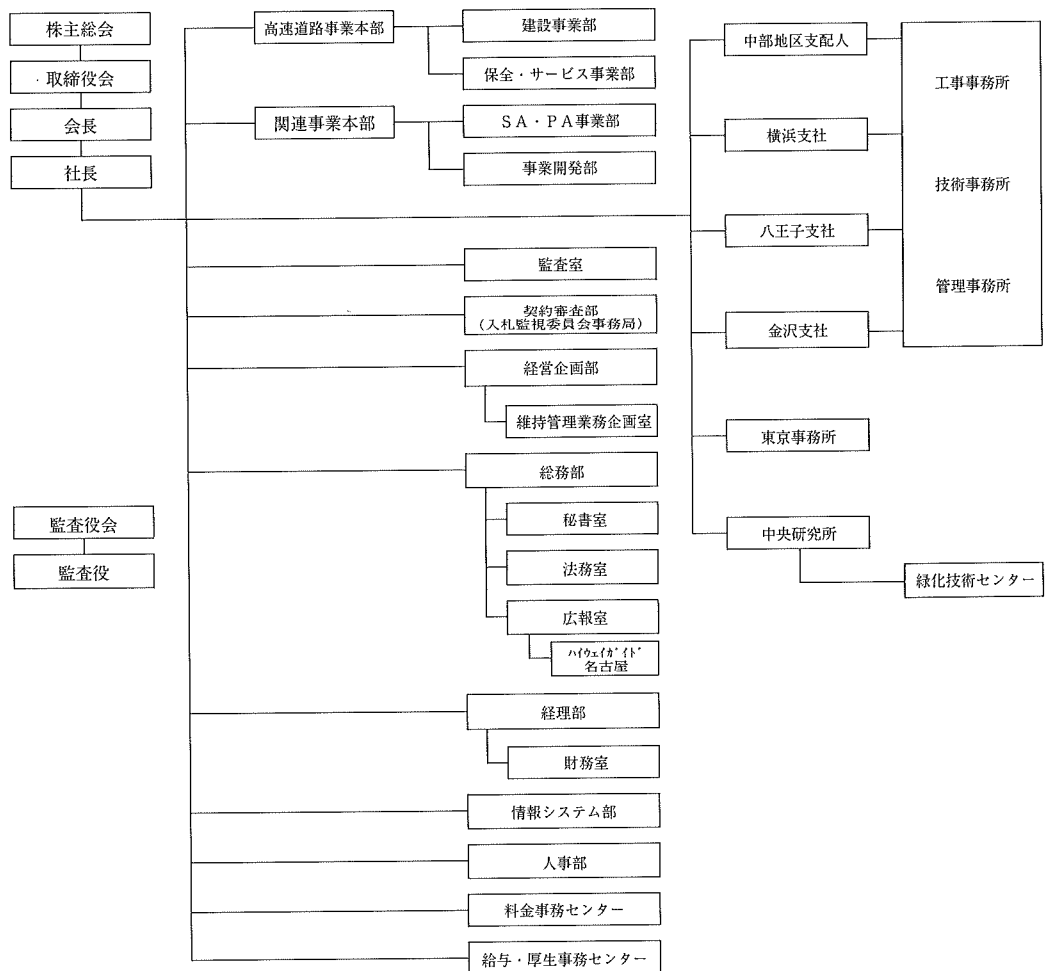 株主総会
取締役会
会長
社長
監査役会
監査役
高速道路事業本部
建設事業部
保全・サービス事業部
関連事業本部
SA・PA事業部
事業開発部
監査室
契約審査部
(入札監視委員会事務局)
経営企画部
維持管理業務企画室
総務部
秘書室
法務室
広報室
ﾊｲｳｪｲｶﾞｲﾄﾞ
名古屋
経理部
財務室
情報システム部
人事部
料金事務センター
給与・厚生事務センター
中部地区支配人
横浜支社
八王子支社
金沢支社
工事事務所
技術事務所
管理事務所
東京事務所
中央研究所
緑化技術センター